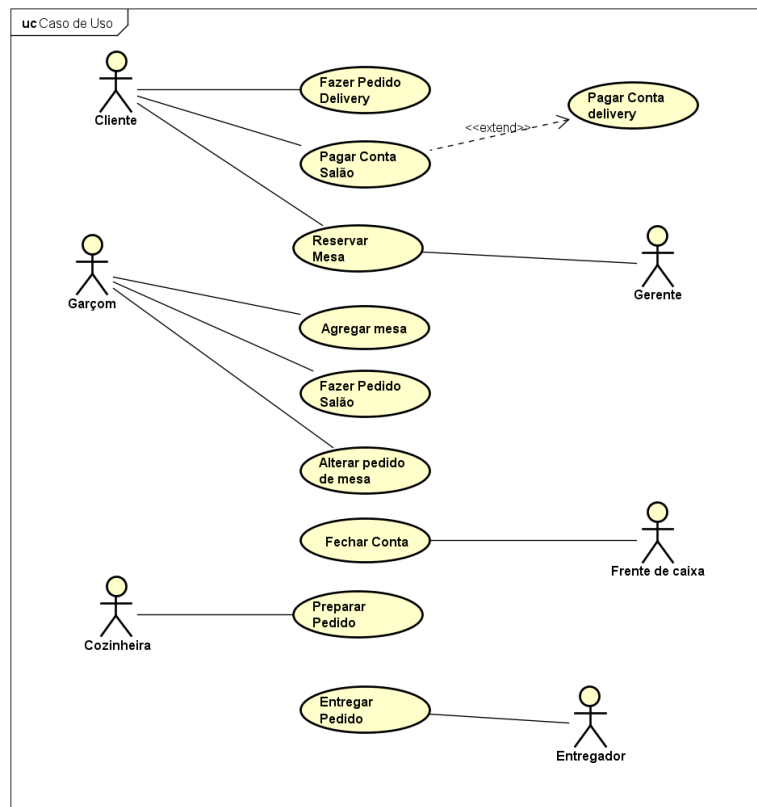 uc Caso de Uso
Cliente
Fazer Pedido
Delivery
Pagar Conta
delivery
<<extend>>
Pagar Conta
Salão
Reservar
Mesa
Garçom
Gerente
Agregar mesa
Fazer Pedido
Salão
Alterar pedido
de mesa
Fechar Conta
Frente de caixa
Preparar
Pedido
Cozinheira
Entregar
Pedido
Entregador